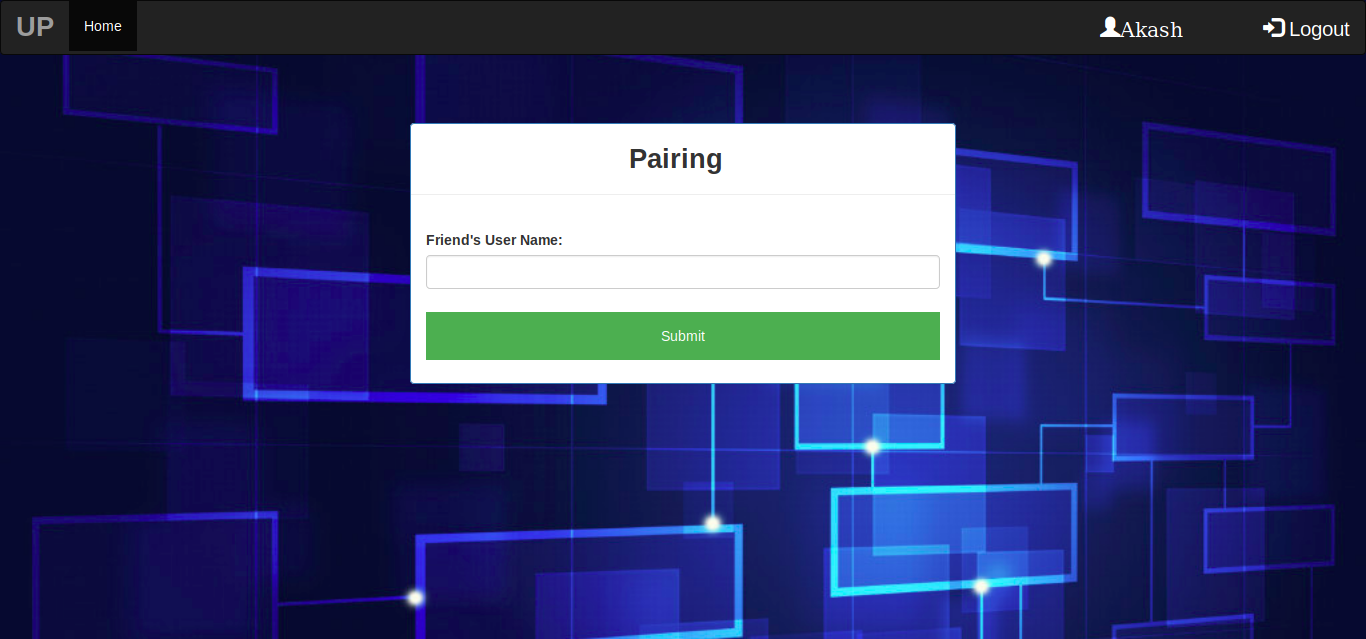 UP Home Akash Logout
Pairing
Friend's User Name:
Submit